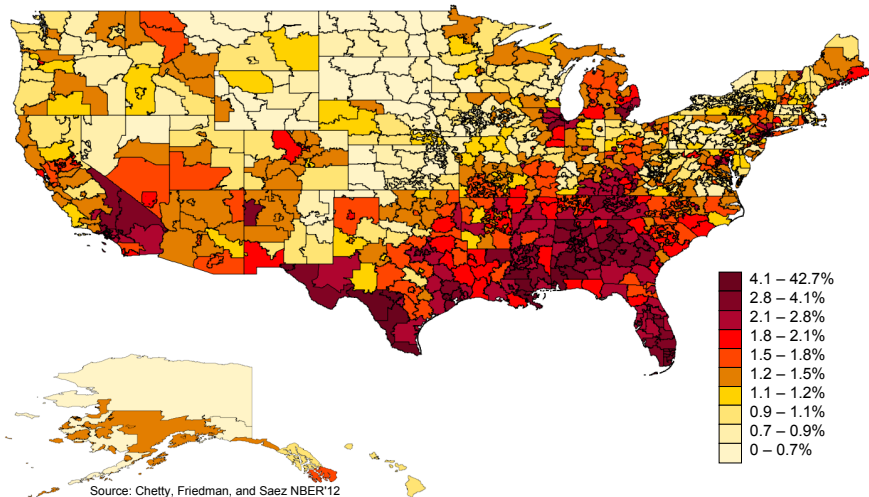 4.1 – 42.7%
2.8 – 4.1%
2.1 – 2.8%
1.8 – 2.1%
1.5 – 1.8%
1.2 – 1.5%
1.1 – 1.2%
0.9 – 1.1%
0.7 – 0.9%
0 – 0.7%
Source: Chetty, Friedman, and Saez NBER'12